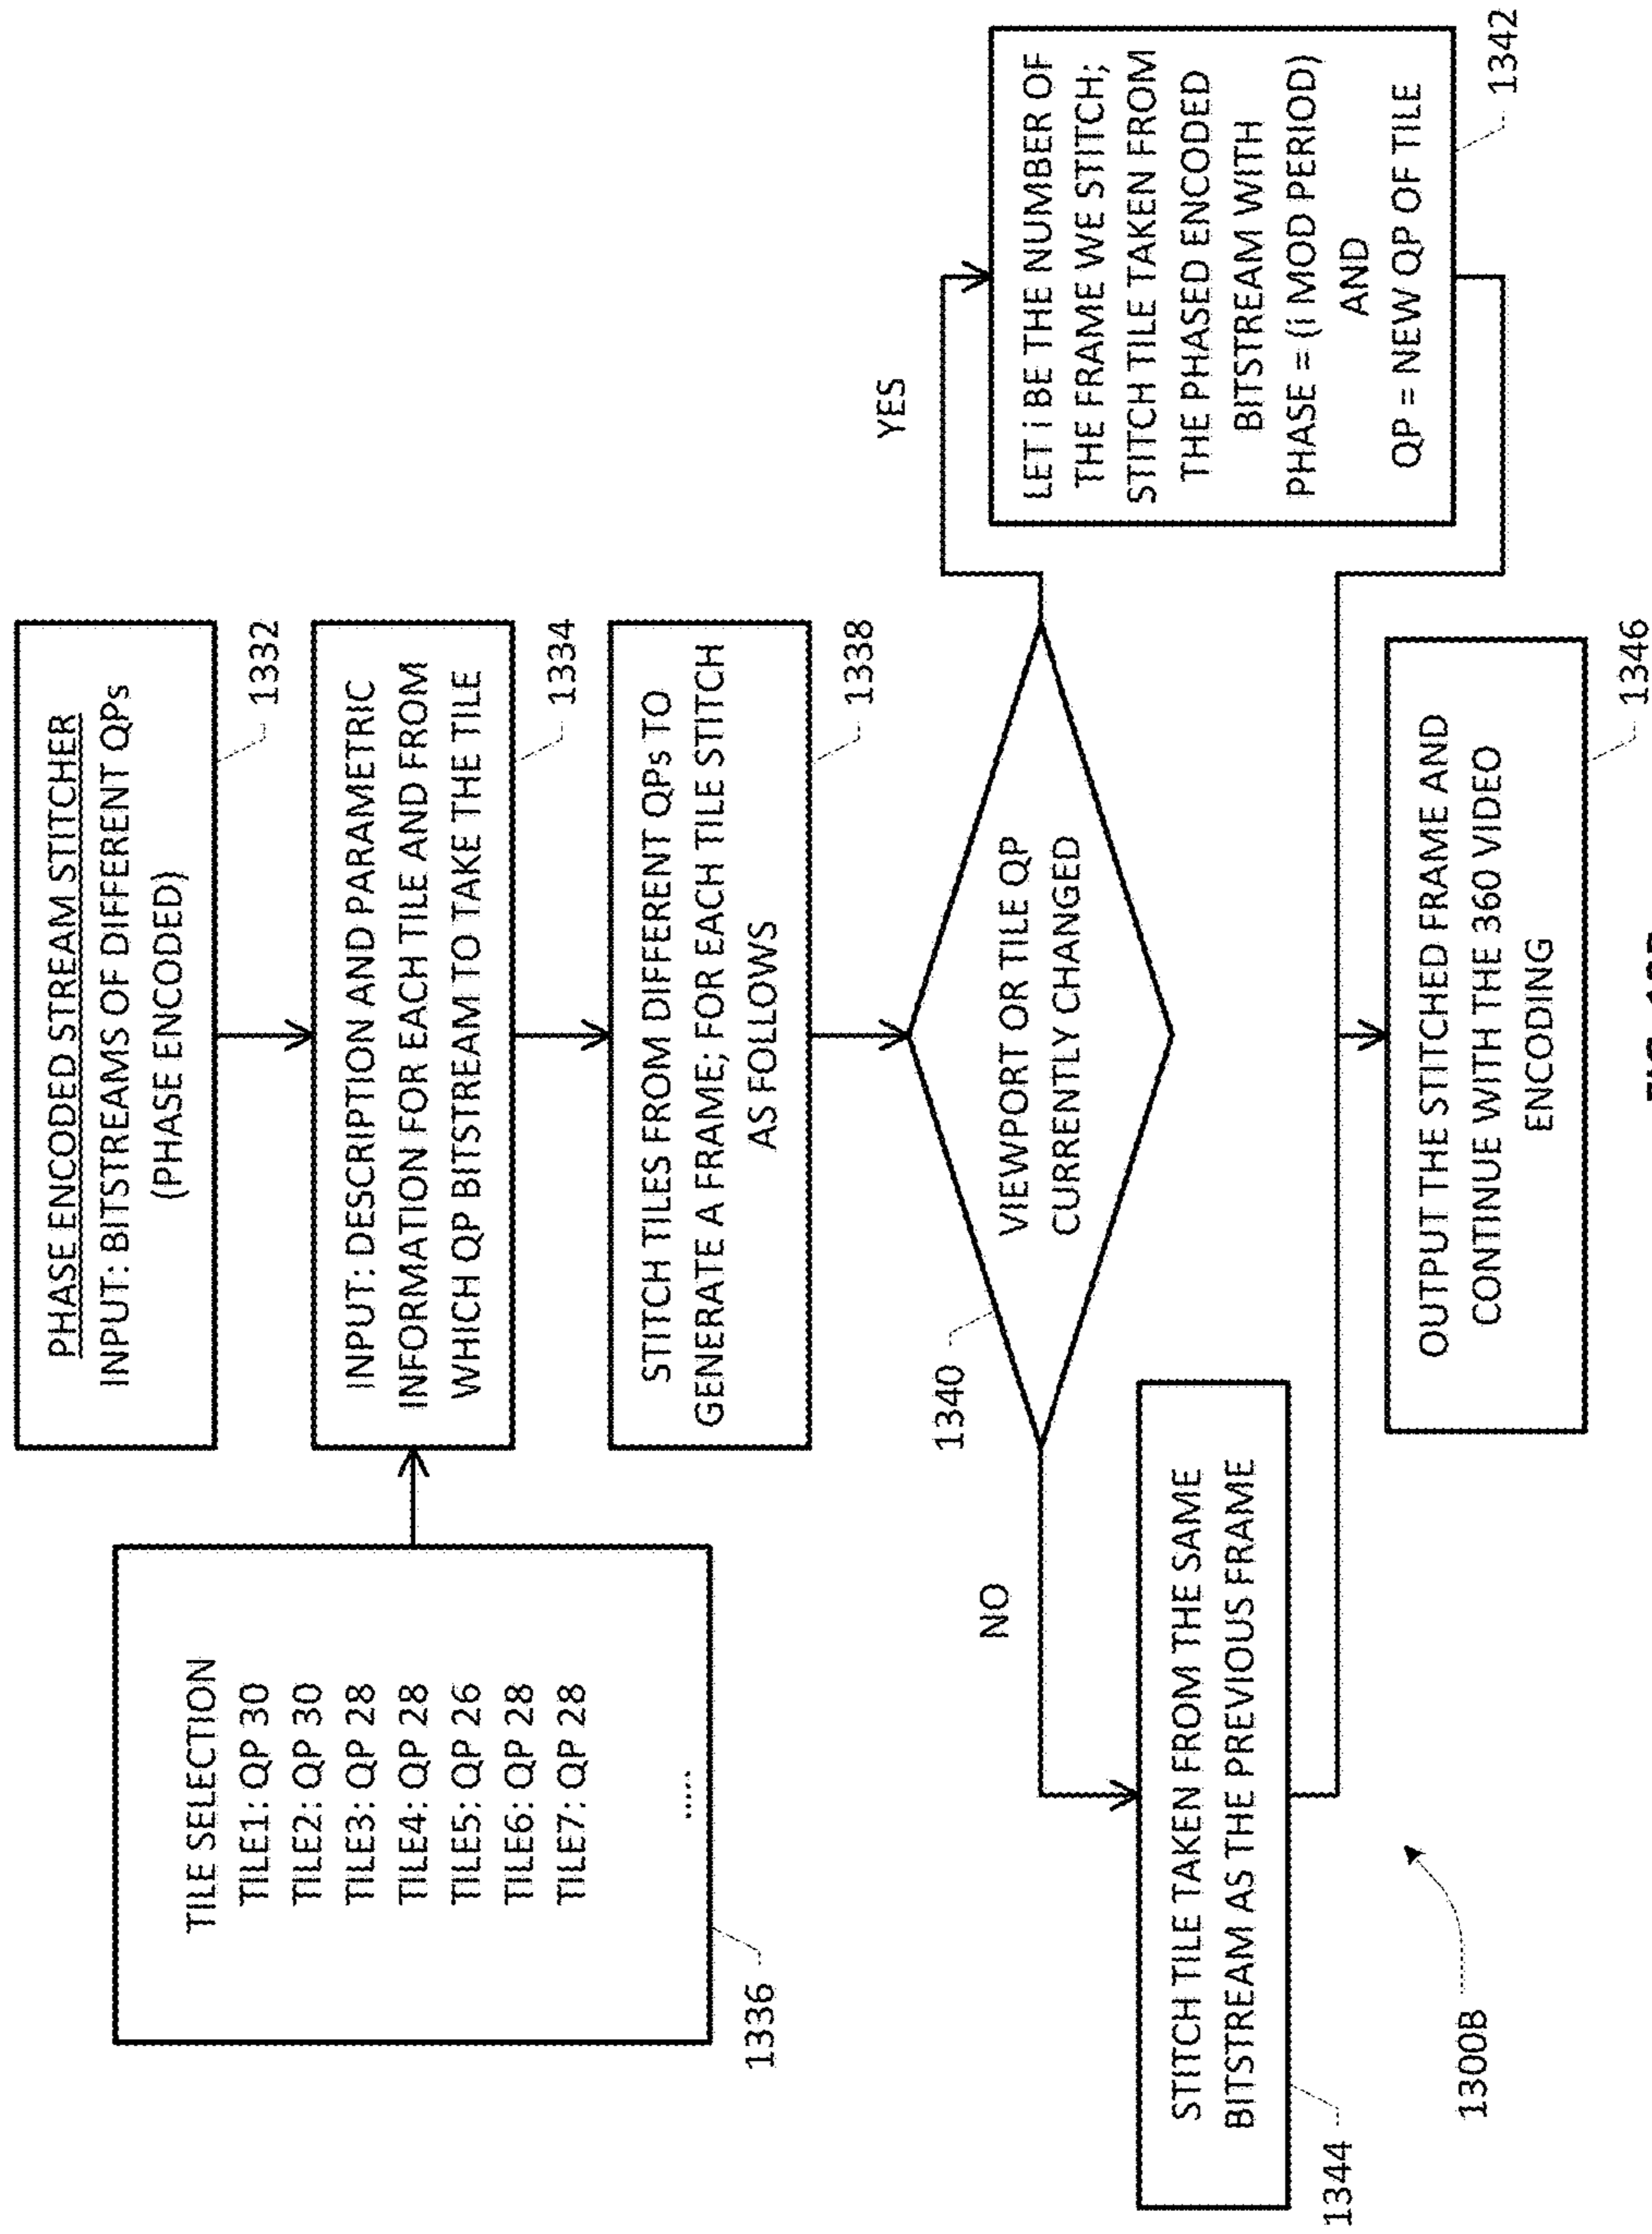 PHASE ENCODED STREAM STITCHER
INPUT: BITSTREAMS OF DIFFERENT QPs
(PHASE ENCODED)
1332
INPUT: DESCRIPTION AND PARAMETRIC
INFORMATION FOR EACH TILE AND FROM
WHICH QP BITSTREAM TO TAKE THE TILE
1334
TILE SELECTION
TILE1: QP 30
TILE2: QP 30
TILE3: QP 28
TILE4: QP 28
TILE5: QP 26
TILE6: QP 28
TILE7: QP 28
.....
1336
STITCH TILES FROM DIFFERENT QPs TO
GENERATE A FRAME; FOR EACH TILE STITCH
AS FOLLOWS
1338
VIEWPORT OR TILE QP
CURRENTLY CHANGED
1340
NO
YES
STITCH TILE TAKEN FROM THE SAME
BITSTREAM AS THE PREVIOUS FRAME
1344
LET i BE THE NUMBER OF
THE FRAME WE STITCH;
STITCH TILE TAKEN FROM
THE PHASED ENCODED
BITSTREAM WITH
PHASE = (i MOD PERIOD)
AND
QP = NEW QP OF TILE
1342
OUTPUT THE STITCHED FRAME AND
CONTINUE WITH THE 360 VIDEO
ENCODING
1346
1300B